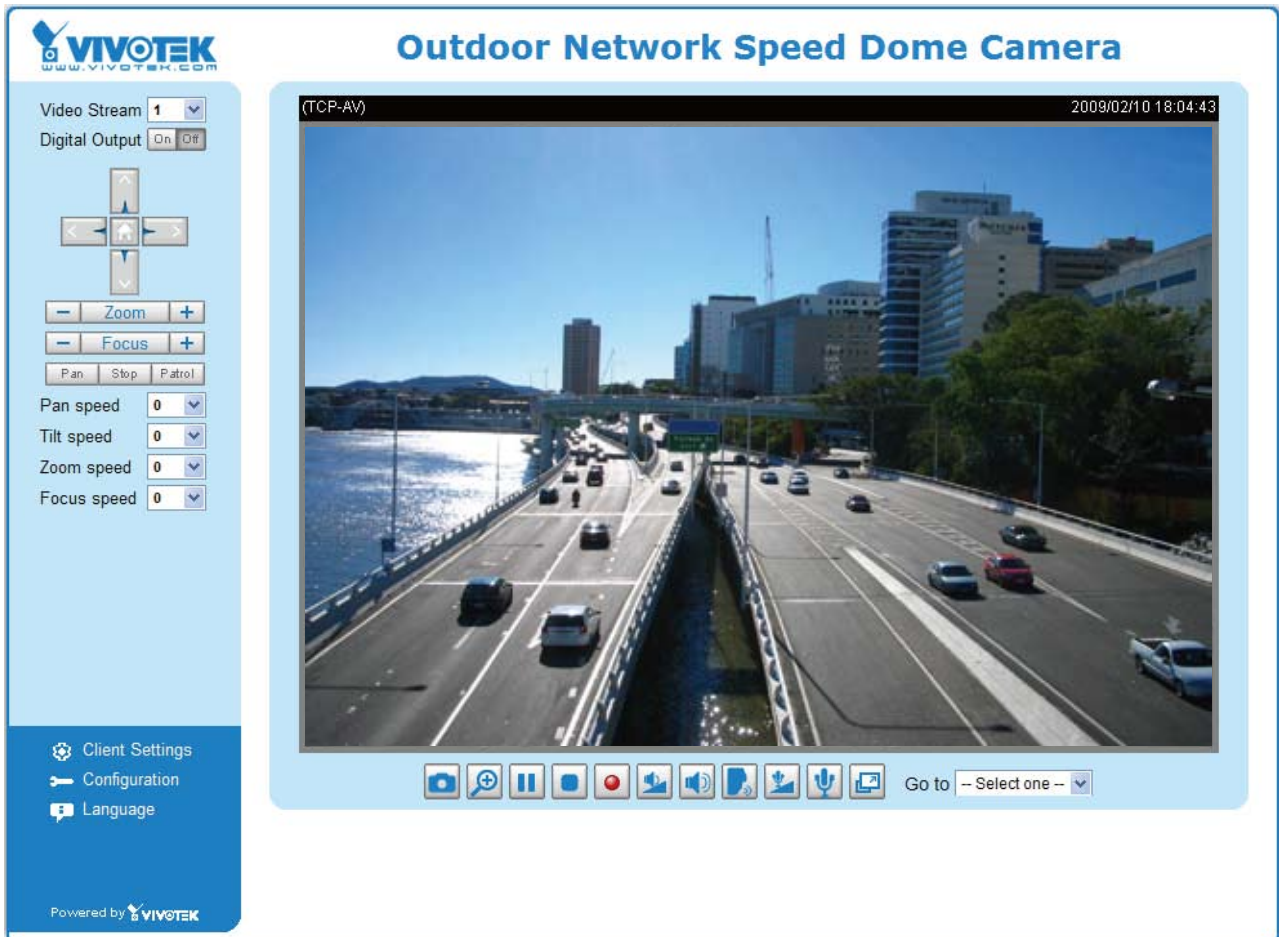 VIVOTEK
www.vivotek.com
Outdoor Network Speed Dome Camera
Video Stream 1
Digital Output On Off
Zoom
Focus
Pan Stop Patrol
Pan speed 0
Tilt speed 0
Zoom speed 0
Focus speed 0
(TCP-AV) 2009/02/10 18:04:43
Go to -- Select one --
Client Settings
Configuration
Language
Powered by VIVOTEK